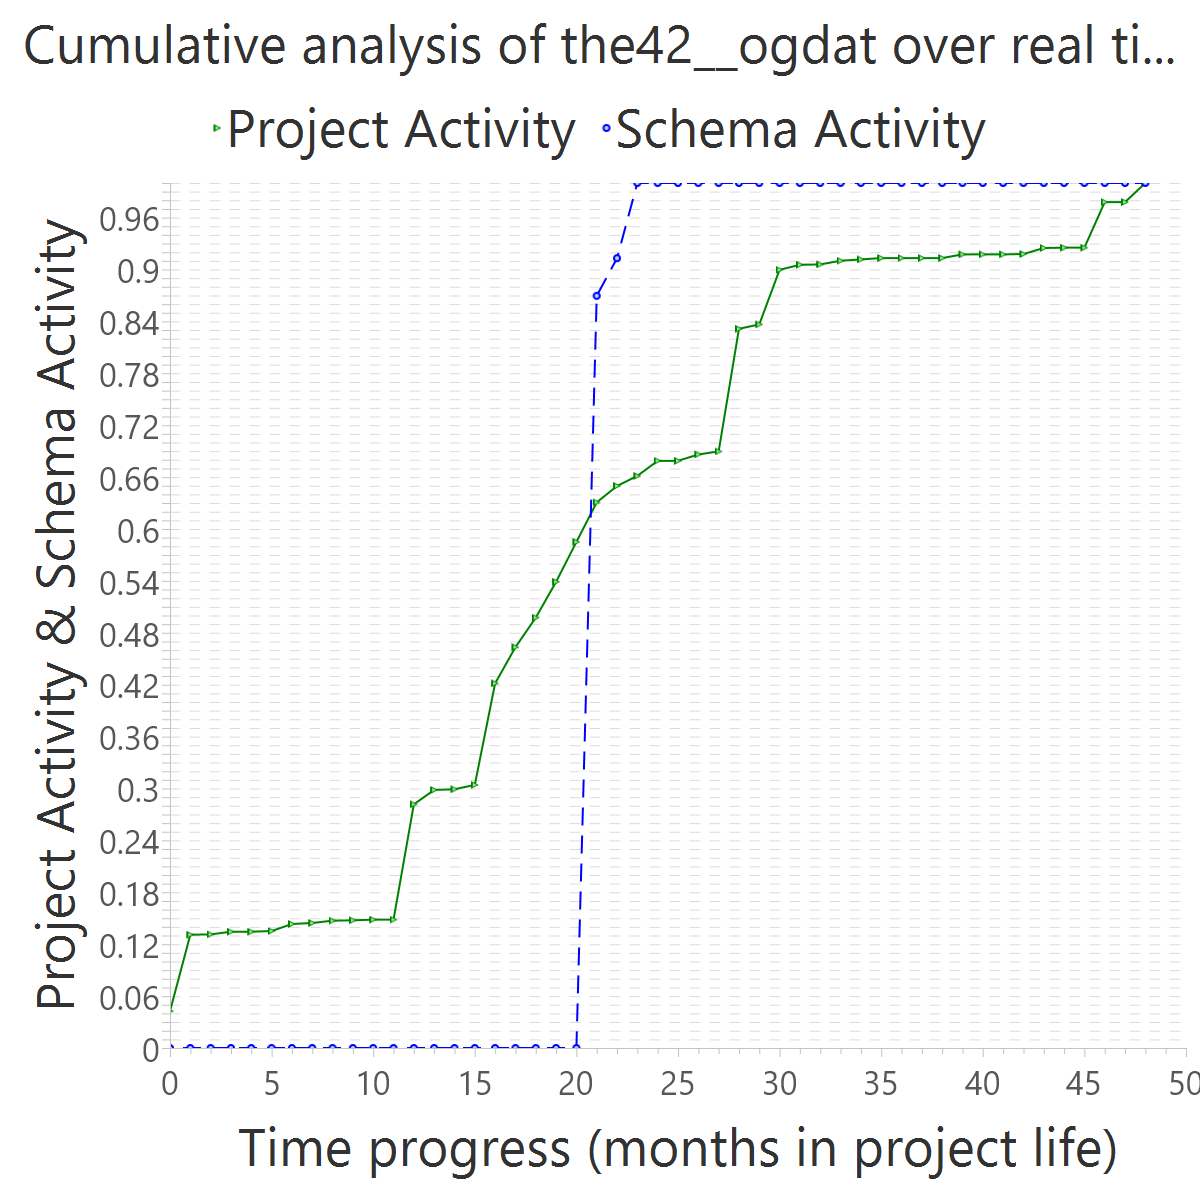 Cumulative analysis of the42__ogdat over real ti...
Project Activity
Schema Activity
Project Activity & Schema Activity
0.96
0.9
0.84
0.78
0.72
0.66
0.6
0.54
0.48
0.42
0.36
0.3
0.24
0.18
0.12
0.06
0
0 5 10 15 20 25 30 35 40 45 50
Time progress (months in project life)